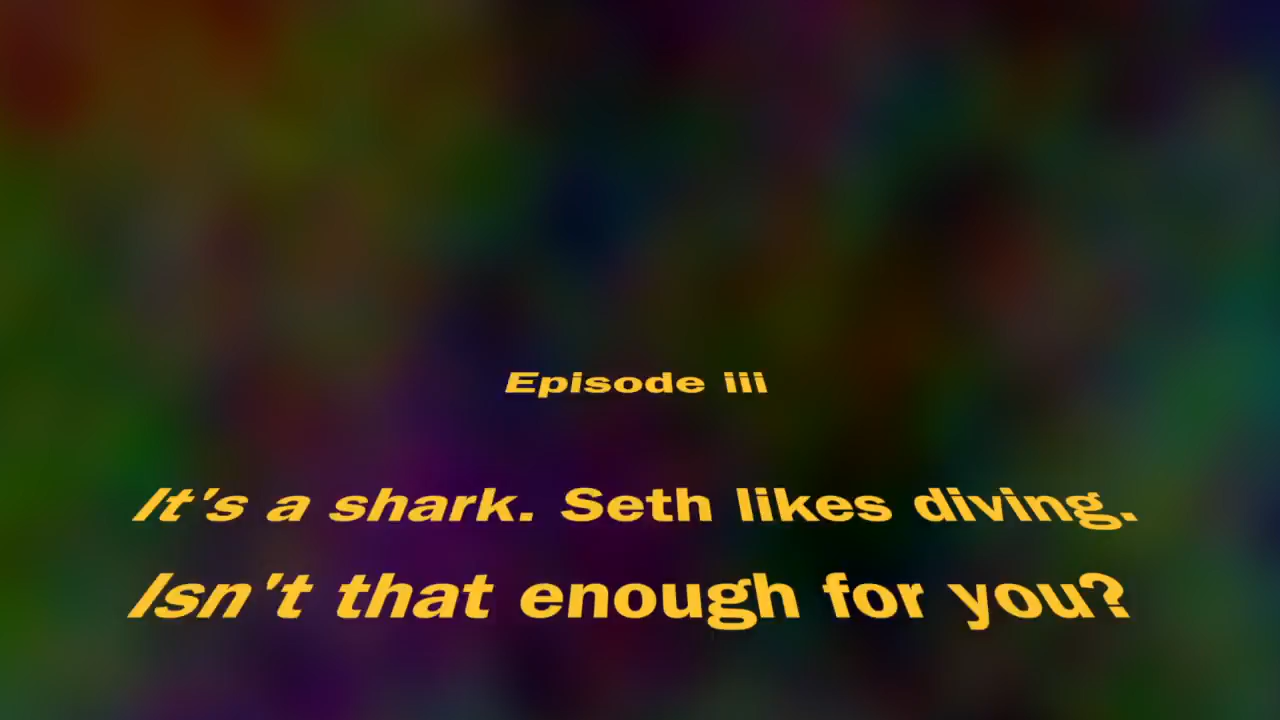 Episode iii
It's a shark. Seth likes diving.
Isn't that enough for you?